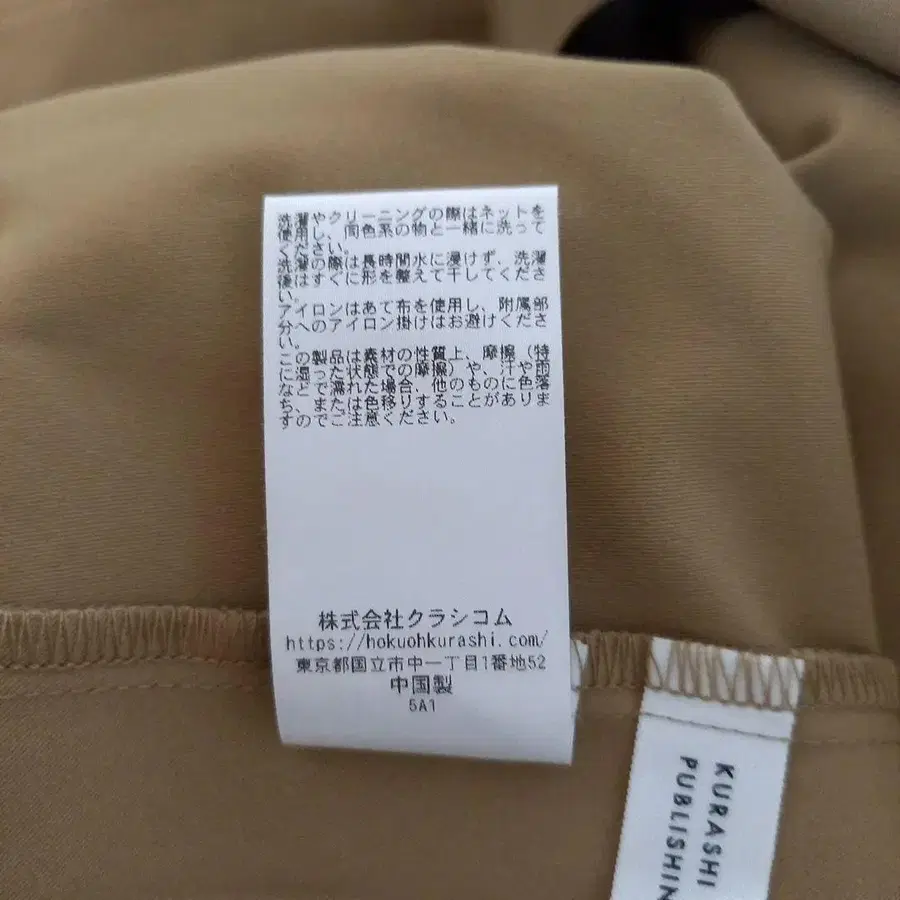 洗濯やクリーニングの際はネットを
使用し、同色系の物と一緒に洗って
ください。
洗濯の際は長時間水に浸けず、洗濯
後はすぐに形を整えて干してくださ
い。
アイロンはあて布を使用し、附属部
分へのアイロン掛けはお避けくださ
い。
この製品は素材の性質上、摩擦（特
に湿った状態での摩擦）や、汗や雨
などで濡れた場合、他のものに色落
ち、または色移りすることがありま
すのでご注意ください。
株式会社クラシコム
https://hokuohkurashi.com/
東京都国立市中一丁目1番地52
中国製
5A1
KURASHI
PUBLISHIN